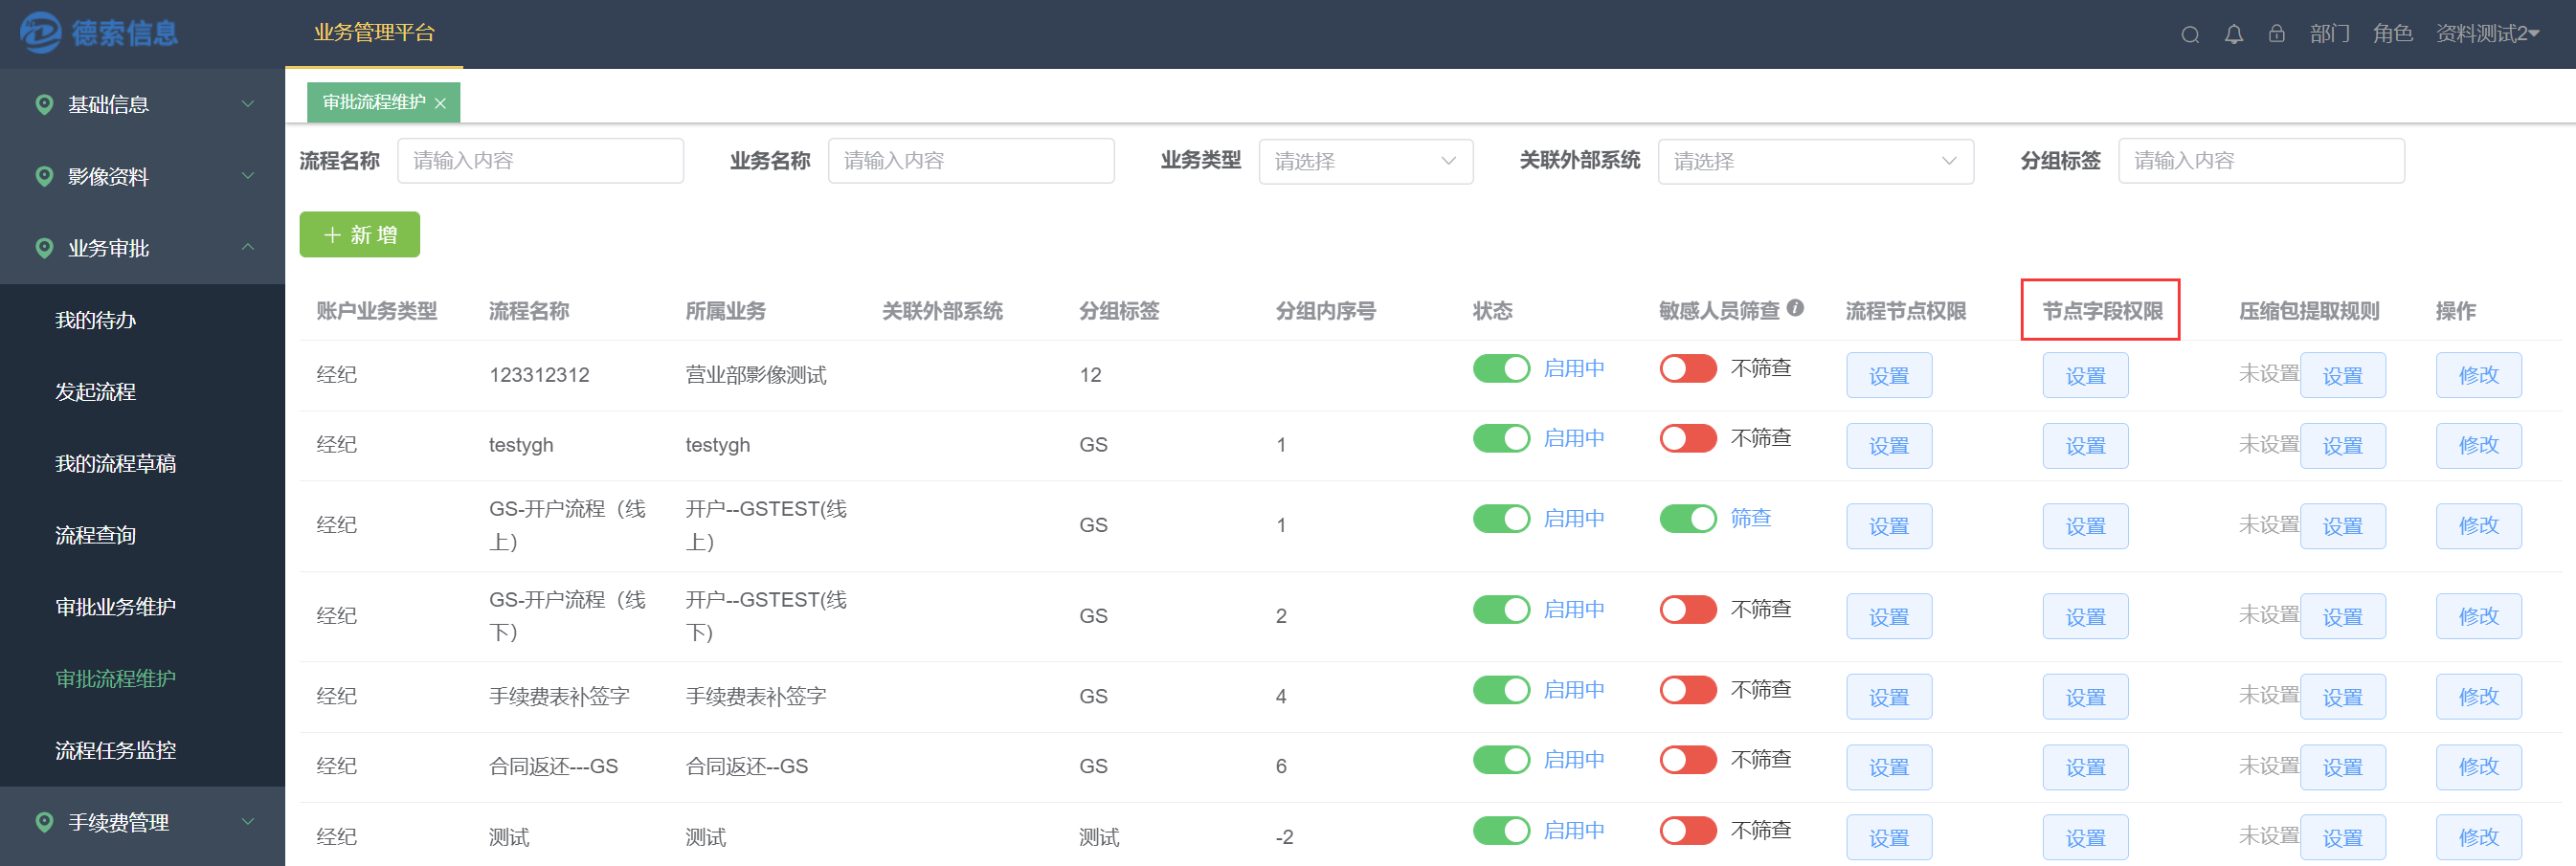 德索信息
业务管理平台
部门 角色 资料测试2
基础信息
影像资料
业务审批
我的待办
发起流程
我的流程草稿
流程查询
审批业务维护
审批流程维护
流程任务监控
手续费管理
审批流程维护 ×
流程名称 请输入内容 业务名称 请输入内容 业务类型 请选择 关联外部系统 请选择 分组标签 请输入内容
+ 新 增
账户业务类型 流程名称 所属业务 关联外部系统 分组标签 分组内序号 状态 敏感人员筛查 i 流程节点权限 节点字段权限 压缩包提取规则 操作
经纪 123312312 营业部影像测试 12 启用中 不筛查 设置 设置 未设置 设置 修改
经纪 testygh testygh GS 1 启用中 不筛查 设置 设置 未设置 设置 修改
经纪 GS-开户流程（线上） 开户--GSTEST(线上) GS 1 启用中 筛查 设置 设置 未设置 设置 修改
经纪 GS-开户流程（线下） 开户--GSTEST(线下) GS 2 启用中 不筛查 设置 设置 未设置 设置 修改
经纪 手续费表补签字 手续费表补签字 GS 4 启用中 不筛查 设置 设置 未设置 设置 修改
经纪 合同返还---GS 合同返还--GS GS 6 启用中 不筛查 设置 设置 未设置 设置 修改
经纪 测试 测试 测试 -2 启用中 不筛查 设置 设置 未设置 设置 修改